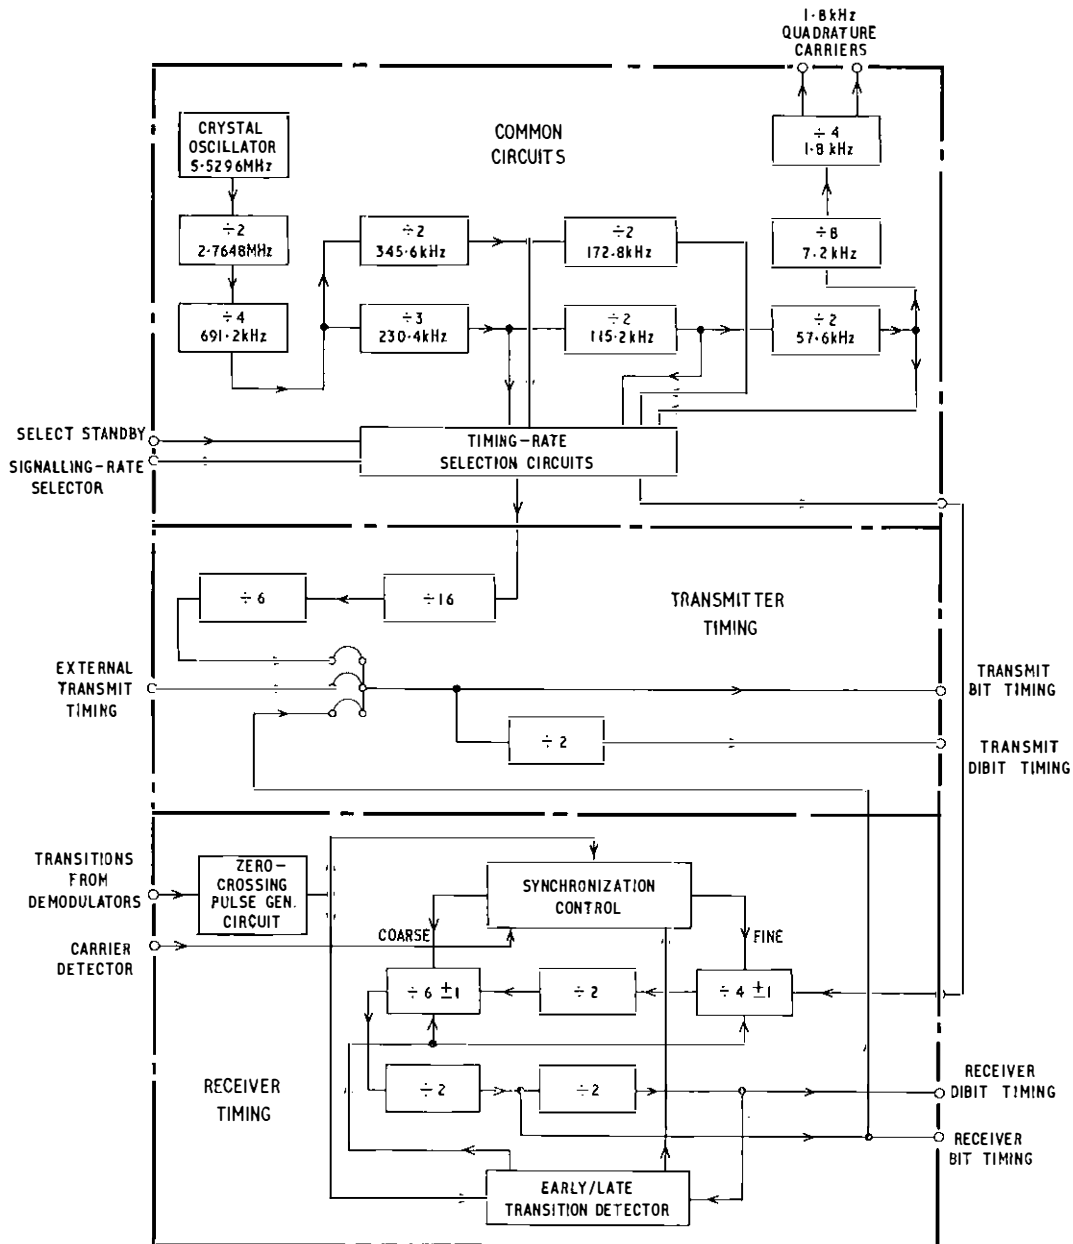 1·8kHz
QUADRATURE
CARRIERS
CRYSTAL
OSCILLATOR
5·5296MHz
COMMON
CIRCUITS
÷4
1·8kHz
÷2
2·7648MHz
÷2
345·6kHz
÷2
172·8kHz
÷8
7·2kHz
÷4
691·2kHz
÷3
230·4kHz
÷2
115·2kHz
÷2
57·6kHz
SELECT STANDBY
SIGNALLING-RATE
SELECTOR
TIMING-RATE
SELECTION CIRCUITS
÷6
÷16
TRANSMITTER
TIMING
EXTERNAL
TRANSMIT
TIMING
TRANSMIT
BIT TIMING
÷2
TRANSMIT
DIBIT TIMING
TRANSITIONS
FROM
DEMODULATORS
ZERO-
CROSSING
PULSE GEN.
CIRCUIT
SYNCHRONIZATION
CONTROL
CARRIER
DETECTOR
COARSE
FINE
÷6 ±1
÷2
÷4 ±1
RECEIVER
TIMING
÷2
÷2
RECEIVER
DIBIT TIMING
RECEIVER
BIT TIMING
EARLY/LATE
TRANSITION DETECTOR